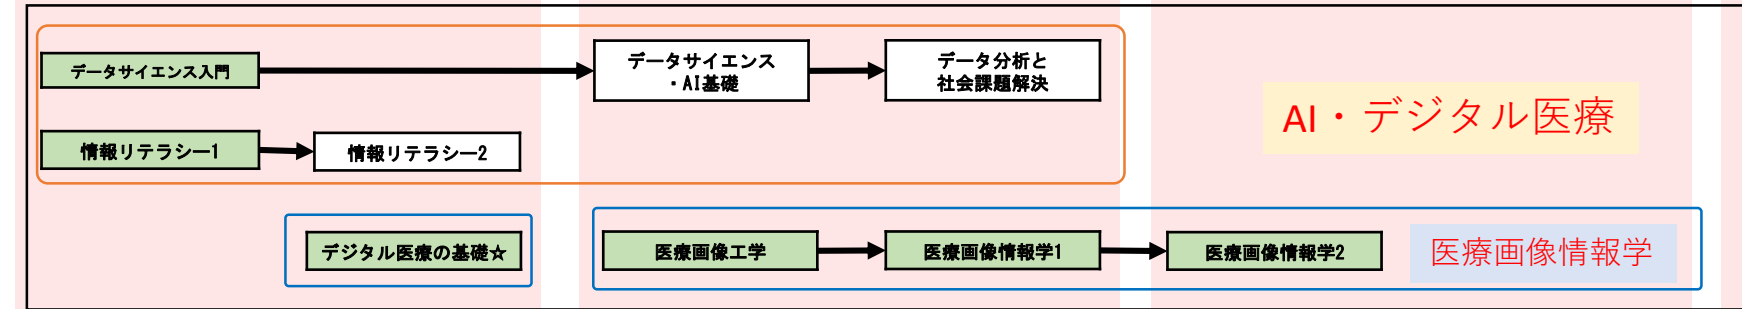 データサイエンス入門
データサイエンス
・AI基礎
データ分析と
社会課題解決
AI・デジタル医療
情報リテラシー1
情報リテラシー2
デジタル医療の基礎☆
医療画像工学
医療画像情報学1
医療画像情報学2
医療画像情報学